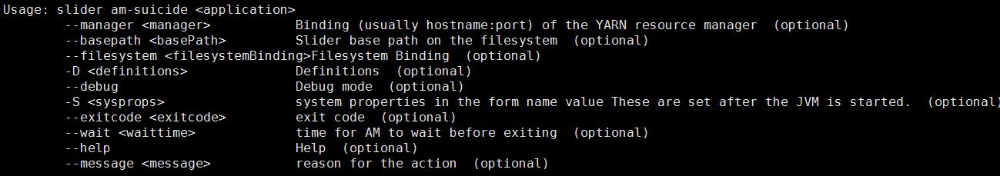 Usage: slider am-suicide <application>
--manager <manager> Binding (usually hostname:port) of the YARN resource manager (optional)
--basepath <basePath> Slider base path on the filesystem (optional)
--filesystem <filesystemBinding>Filesystem Binding (optional)
-D <definitions> Definitions (optional)
--debug Debug mode (optional)
-S <sysprops> system properties in the form name value These are set after the JVM is started. (optional)
--exitcode <exitcode> exit code (optional)
--wait <waittime> time for AM to wait before exiting (optional)
--help Help (optional)
--message <message> reason for the action (optional)